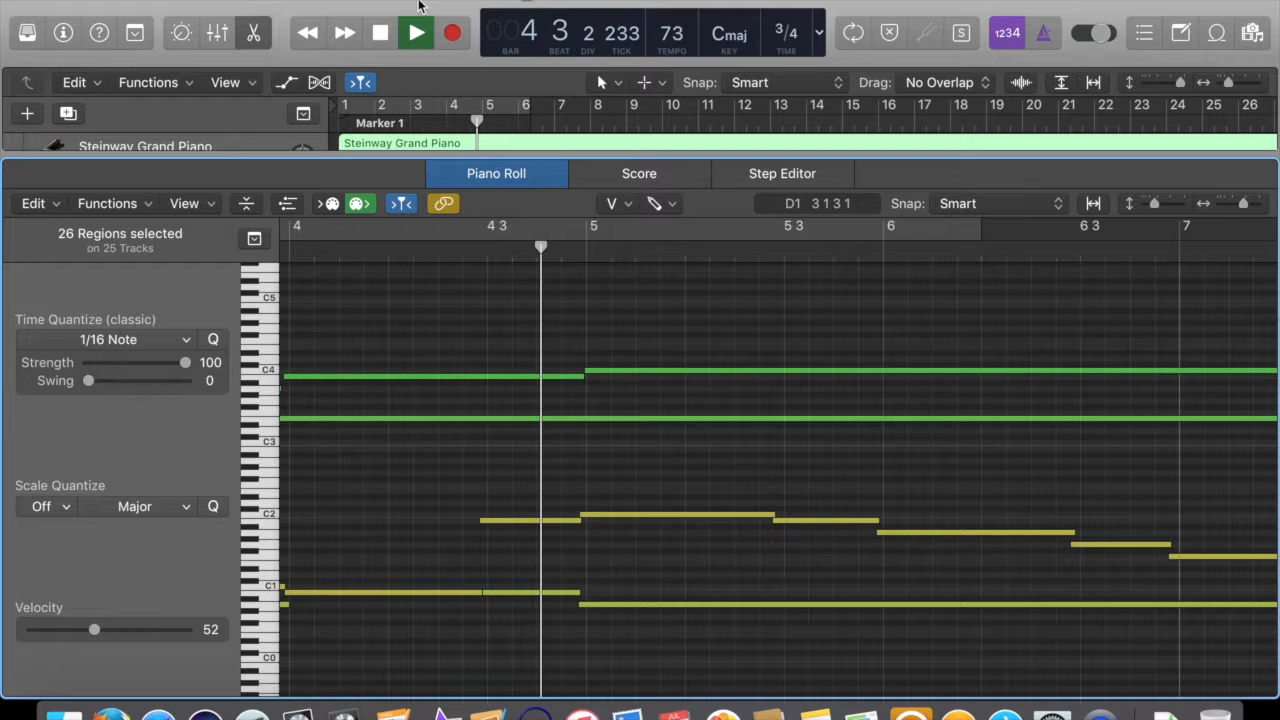 1234
00 4 3 2 233 73 Cmaj 3/4
BAR BEAT DIV TICK TEMPO KEY TIME
Edit Functions View Snap: Smart Drag: No Overlap
1 2 3 4 5 6 7 8 9 10 11 12 13 14 15 16 17 18 19 20 21 22 23 24 25 26
Marker 1
Steinway Grand Piano Steinway Grand Piano
Piano Roll Score Step Editor
Edit Functions View V D1 3 1 3 1 Snap: Smart
4 4 3 5 5 3 6 6 3 7
26 Regions selected
on 25 Tracks
C5
Time Quantize (classic)
1/16 Note Q
Strength 100
C4
Swing 0
C3
Scale Quantize
Off Major Q
C2
C1
Velocity
52
C0
JUL